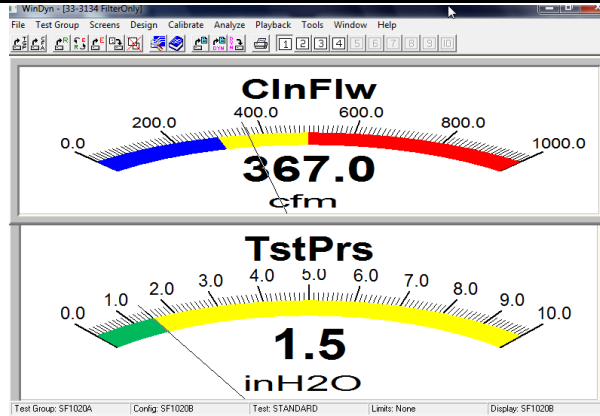 WinDyn - [33-3134 FilterOnly]
File Test Group Screens Design Calibrate Analyze Playback Tools Window Help
1 2 3 4 5 6 7 8 9 10
ClnFlw
0.0 200.0 400.0 600.0 800.0 1000.0
367.0
cfm
TstPrs
0.0 1.0 2.0 3.0 4.0 5.0 6.0 7.0 8.0 9.0 10.0
1.5
inH2O
Test Group: SF1020A Config: SF1020B Test: STANDARD Limits: None Display: SF1020B